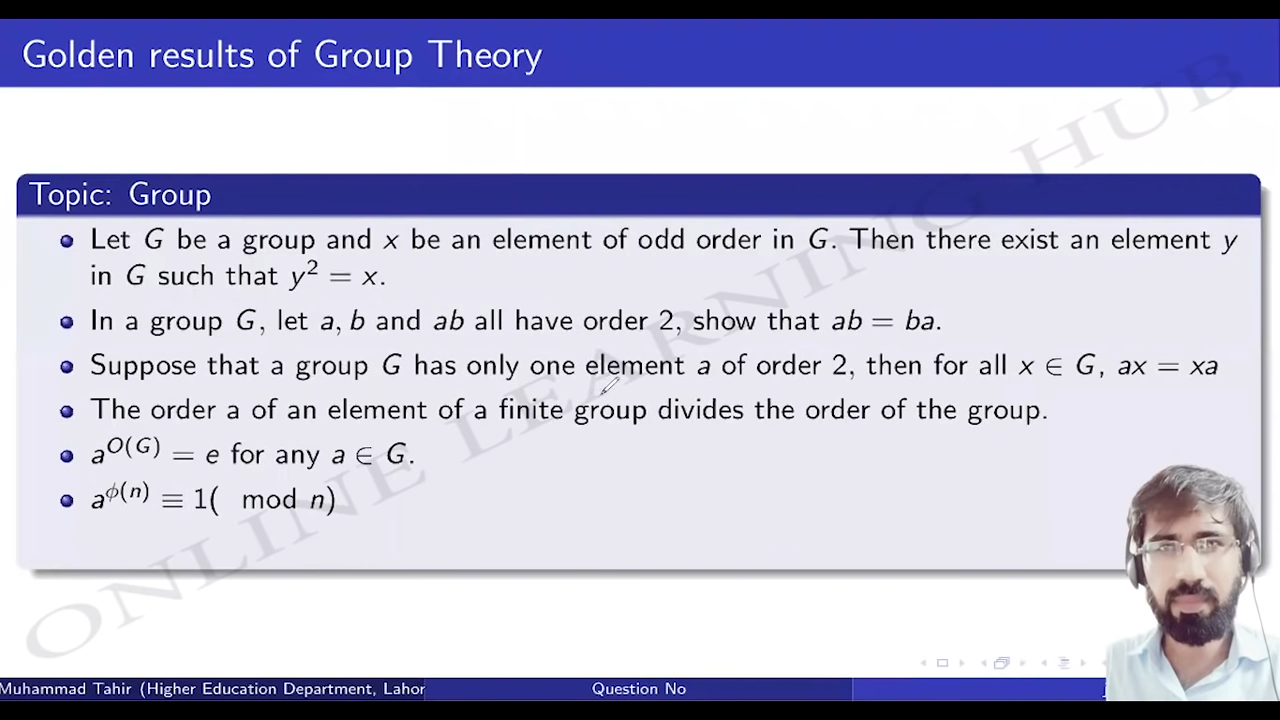 Golden results of Group Theory
Topic: Group
Let G be a group and x be an element of odd order in G. Then there exist an element y
in G such that y² = x.
In a group G, let a, b and ab all have order 2, show that ab = ba.
Suppose that a group G has only one element a of order 2, then for all x ∈ G, ax = xa
The order a of an element of a finite group divides the order of the group.
a^{O(G)} = e for any a ∈ G.
a^{ϕ(n)} ≡ 1( mod n)
ONLINE LEARNING HUB
Muhammad Tahir (Higher Education Department, Lahor
Question No